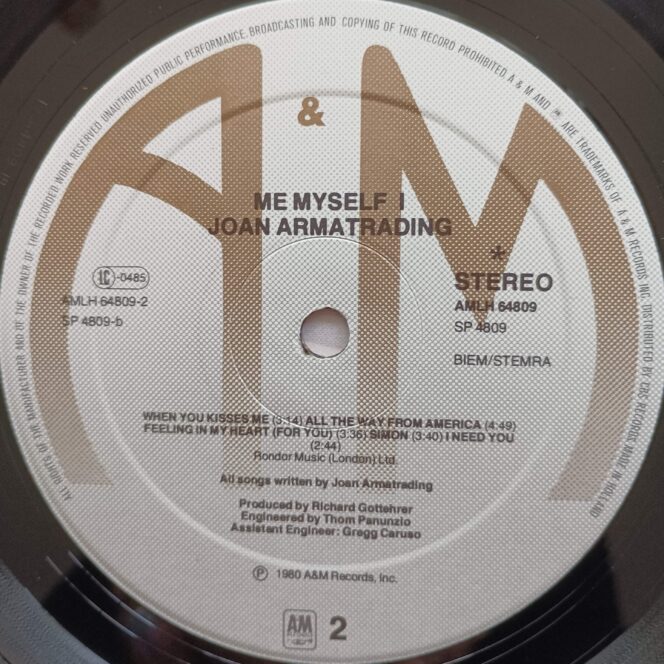 ALL RIGHTS OF THE MANUFACTURER AND OF THE OWNER OF THE RECORDED WORK RESERVED UNAUTHORIZED PUBLIC PERFORMANCE, BROADCASTING AND COPYING OF THIS RECORD PROHIBITED A & M AND ARE TRADEMARKS OF A & M RECORDS INC. DISTRIBUTED BY CBS RECORDS MADE IN HOLLAND
A & M
ME MYSELF I
JOAN ARMATRADING
1C -0485
AMLH 64809-2
SP 4809-b
*
STEREO
AMLH 64809
SP 4809
BIEM/STEMRA
WHEN YOU KISSES ME (3:14) ALL THE WAY FROM AMERICA (4:49)
FEELING IN MY HEART (FOR YOU) (3:36) SIMON (3:40) I NEED YOU
(2:44)
Rondor Music (London) Ltd.
All songs written by Joan Armatrading
Produced by Richard Gottehrer
Engineered by Thom Panunzio
Assistant Engineer: Gregg Caruso
Ⓟ 1980 A&M Records, Inc.
AM RECORDS 2